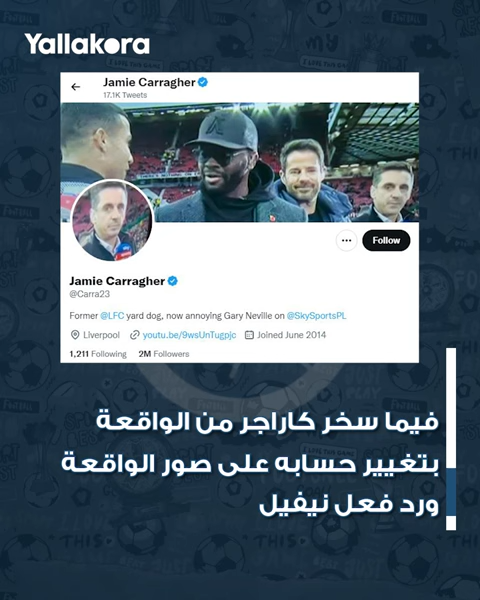 Yallakora
Jamie Carragher
17.1K Tweets
Follow
Jamie Carragher
@Carra23
Former @LFC yard dog, now annoying Gary Neville on @SkySportsPL
Liverpool youtu.be/9wsUnTugpjc Joined June 2014
1,211 Following 2M Followers
فيما سخر كاراجر من الواقعة
بتغيير حسابه على صور الواقعة
ورد فعل نيفيل